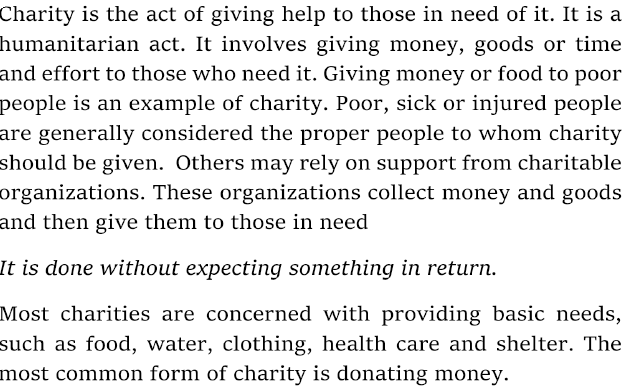 Charity is the act of giving help to those in need of it. It is a
humanitarian act. It involves giving money, goods or time
and effort to those who need it. Giving money or food to poor
people is an example of charity. Poor, sick or injured people
are generally considered the proper people to whom charity
should be given.  Others may rely on support from charitable
organizations. These organizations collect money and goods
and then give them to those in need
It is done without expecting something in return.
Most charities are concerned with providing basic needs,
such as food, water, clothing, health care and shelter. The
most common form of charity is donating money.